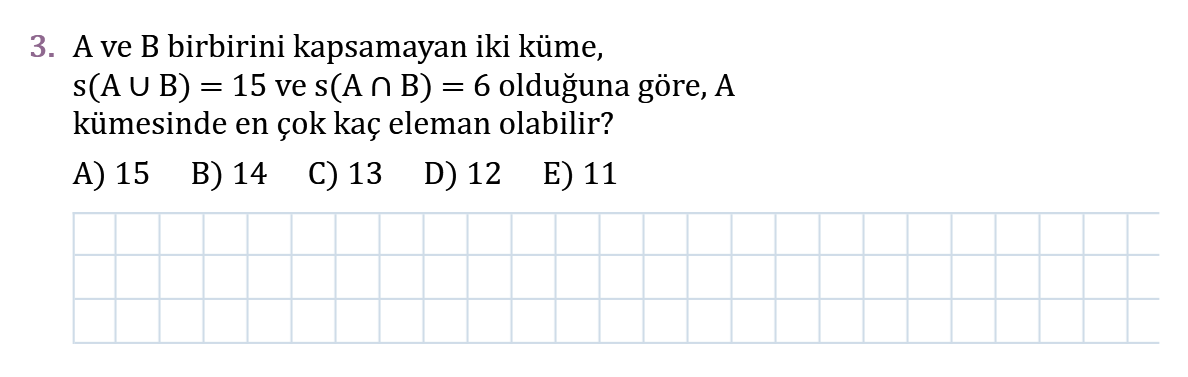 3. A ve B birbirini kapsamayan iki küme,
s(A ∪ B) = 15 ve s(A ∩ B) = 6 olduğuna göre, A
kümesinde en çok kaç eleman olabilir?
A) 15 B) 14 C) 13 D) 12 E) 11